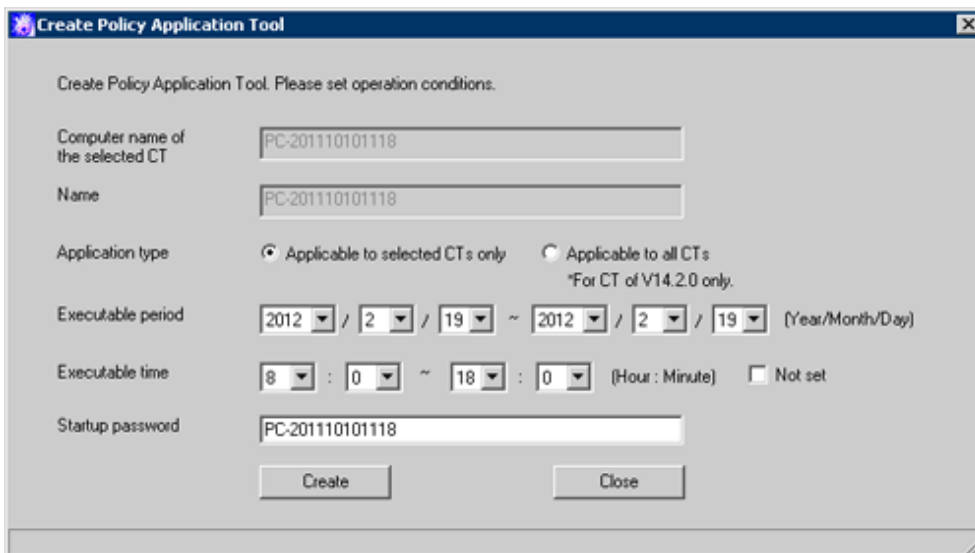 Create Policy Application Tool
Create Policy Application Tool. Please set operation conditions.
Computer name of
the selected CT
PC-201110101118
Name
PC-201110101118
Application type
Applicable to selected CTs only
Applicable to all CTs
*For CT of V14.2.0 only.
Executable period 2012 / 2 / 19 ~ 2012 / 2 / 19 (Year/Month/Day)
Executable time 8 : 0 ~ 18 : 0 (Hour : Minute) Not set
Startup password PC-201110101118
Create Close